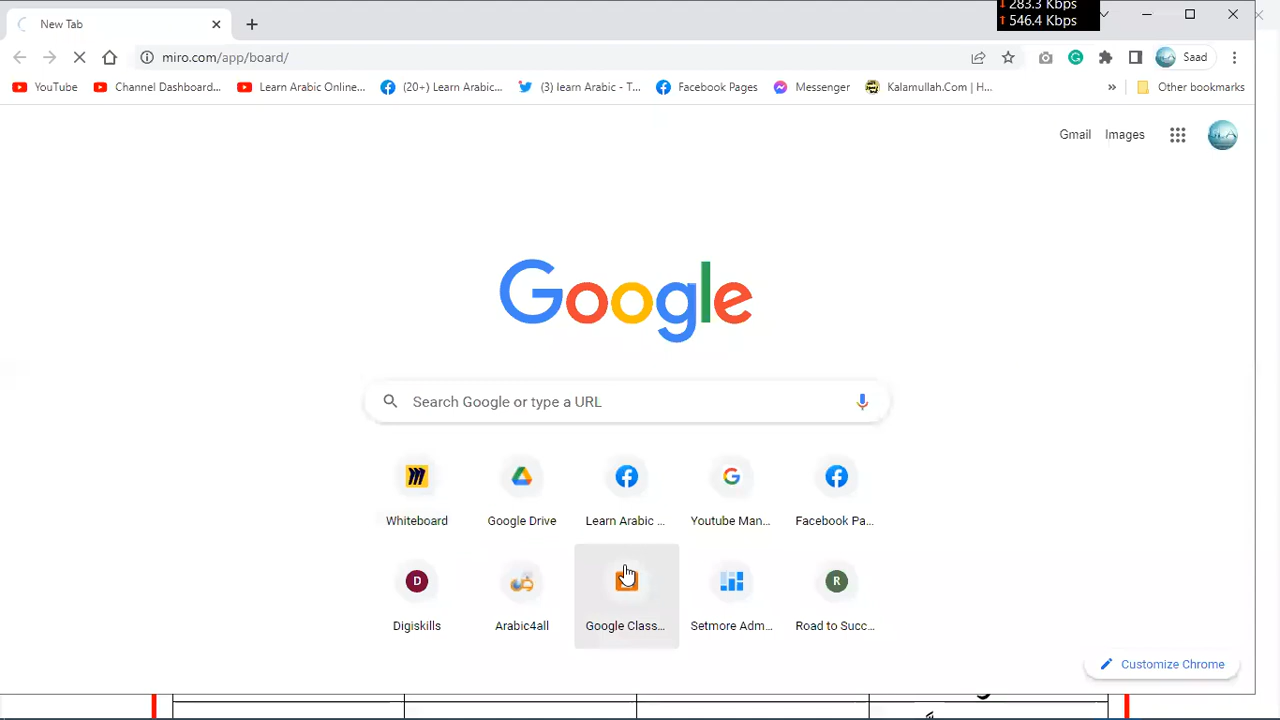 283.3 Kbps
546.4 Kbps
New Tab
miro.com/app/board/
Saad
YouTube
Channel Dashboard...
Learn Arabic Online...
(20+) Learn Arabic...
(3) learn Arabic - T...
Facebook Pages
Messenger
Kalamullah.Com | H...
»
Other bookmarks
Gmail
Images
Google
Search Google or type a URL
Whiteboard
Google Drive
Learn Arabic ...
Youtube Man...
Facebook Pa...
D
R
Digiskills
Arabic4all
Google Class...
Setmore Adm...
Road to Succ...
Customize Chrome